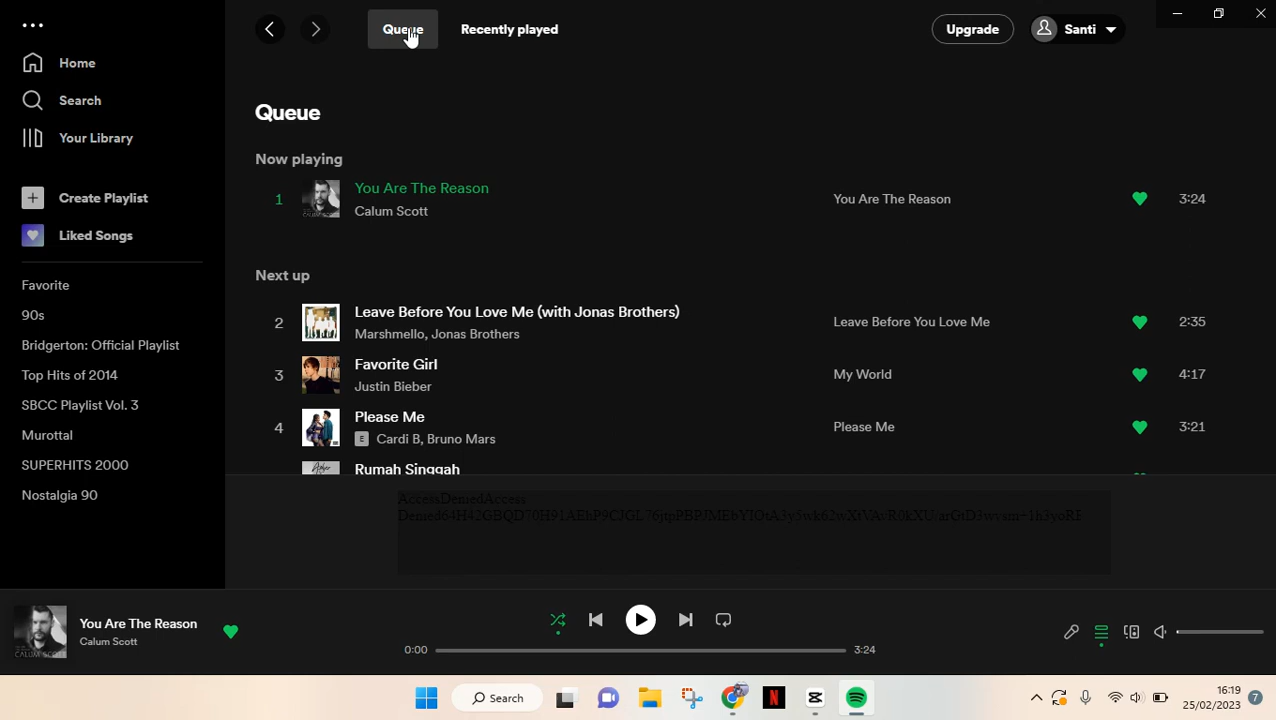 Queue
Recently played
Upgrade
Santi
Home
Search
Your Library
Create Playlist
Liked Songs
Favorite
90s
Bridgerton: Official Playlist
Top Hits of 2014
SBCC Playlist Vol. 3
Murottal
SUPERHITS 2000
Nostalgia 90
Queue
Now playing
1 You Are The Reason You Are The Reason 3:24
Calum Scott
Next up
2 Leave Before You Love Me (with Jonas Brothers) Leave Before You Love Me 2:35
Marshmello, Jonas Brothers
3 Favorite Girl My World 4:17
Justin Bieber
4 Please Me Please Me 3:21
E Cardi B, Bruno Mars
Rumah Singgah
AccessDeniedAccess
You Are The Reason
Calum Scott
0:00 3:24
Search
16:19
25/02/2023
7